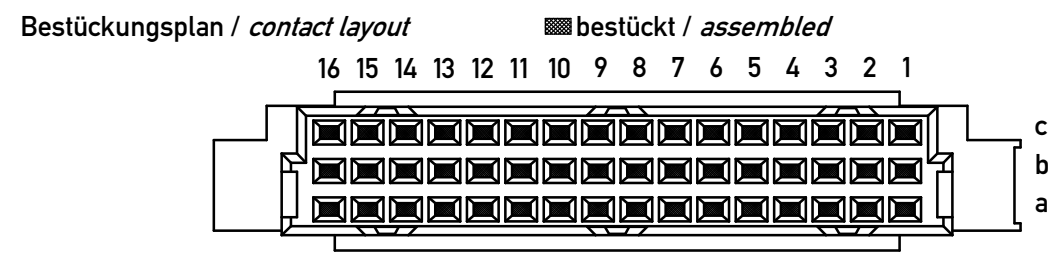 Bestückungsplan / contact layout bestückt / assembled
16 15 14 13 12 11 10 9 8 7 6 5 4 3 2 1
c
b
a